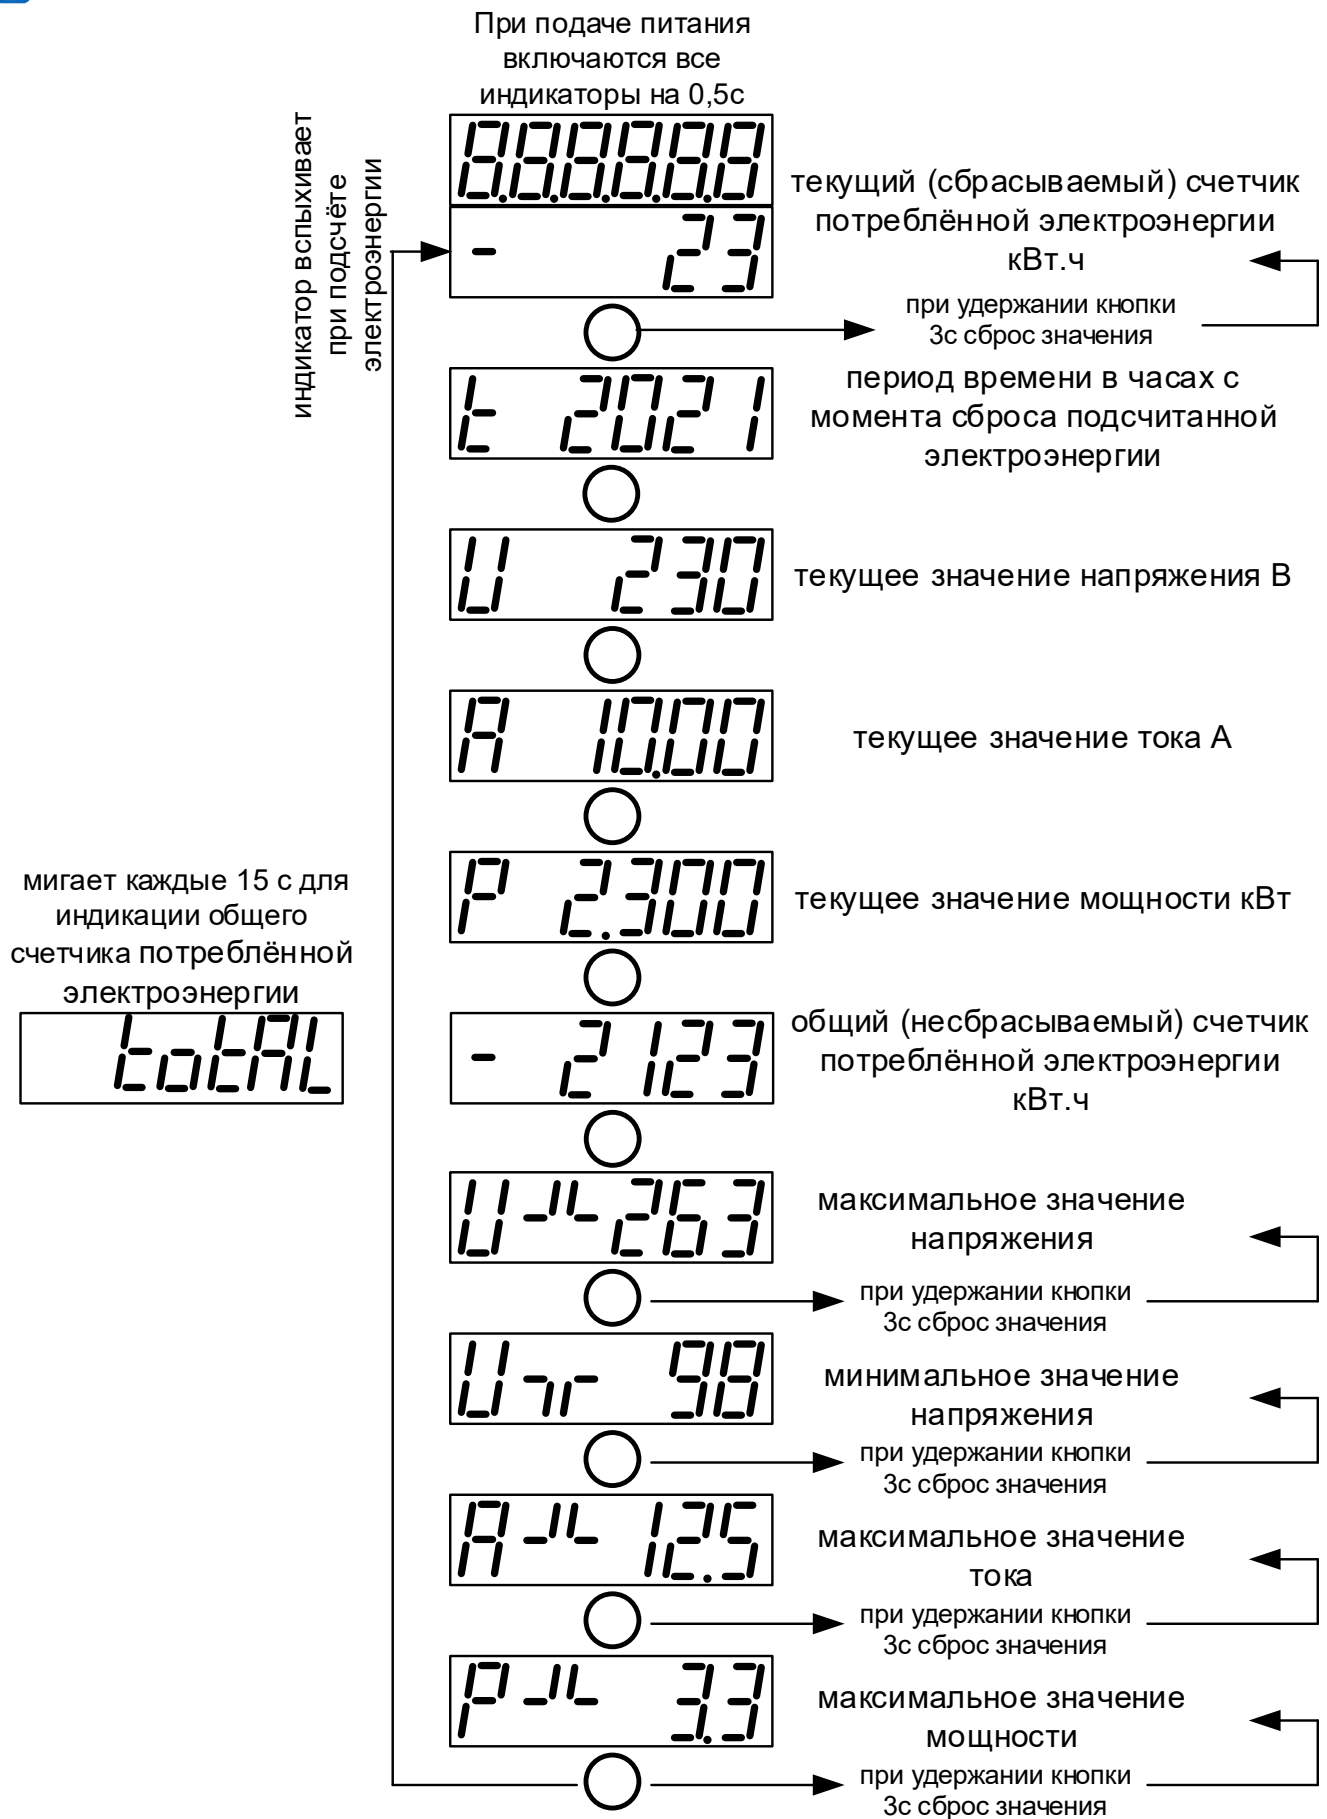 При подаче питания
включаются все
индикаторы на 0,5с
индикатор вспыхивает
при подсчёте
электроэнергии
8.8.8.8.8.8
текущий (сбрасываемый) счетчик
потреблённой электроэнергии
кВт.ч
- 23
при удержании кнопки
3с сброс значения
t 2021
период времени в часах с
момента сброса подсчитанной
электроэнергии
U 230
текущее значение напряжения В
A 10.00
текущее значение тока А
P 2.300
текущее значение мощности кВт
мигает каждые 15 с для
индикации общего
счетчика потреблённой
электроэнергии
totAL
- 2123
общий (несбрасываемый) счетчик
потреблённой электроэнергии
кВт.ч
U 263
максимальное значение
напряжения
при удержании кнопки
3с сброс значения
U 98
минимальное значение
напряжения
при удержании кнопки
3с сброс значения
A 12.5
максимальное значение
тока
при удержании кнопки
3с сброс значения
P 3.3
максимальное значение
мощности
при удержании кнопки
3с сброс значения